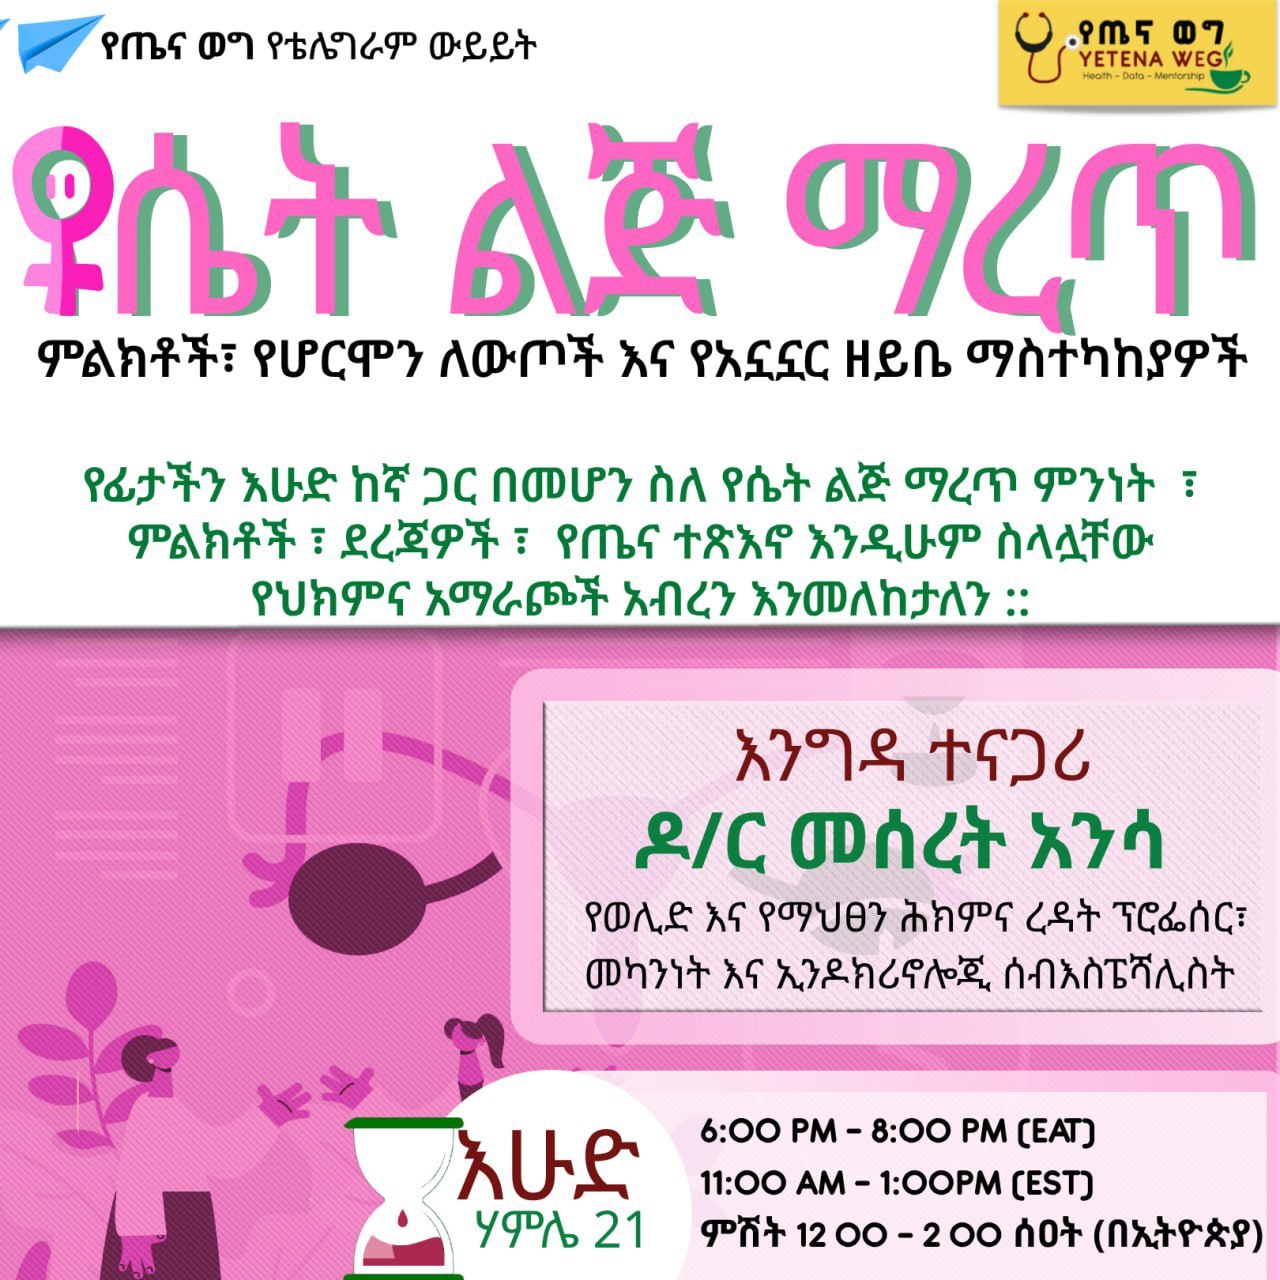 የጤና ወግ የቴሌግራም ውይይት
የጤና ወግ
YETENA WEG
Health - Data - Mentorship
የሴት ልጅ ማረጥ
ምልክቶች፣ የሆርሞን ለውጦች እና የአኗኗር ዘይቤ ማስተካከያዎች
የፊታችን እሁድ ከኛ ጋር በመሆን ስለ የሴት ልጅ ማረጥ ምንነት ፣
ምልክቶች ፣ ደረጃዎች ፣ የጤና ተጽእኖ እንዲሁም ስላሏቸው
የህክምና አማራጮች አብረን እንመለከታለን ::
እንግዳ ተናጋሪ
ዶ/ር መሰረት አንሳ
የወሊድ እና የማህፀን ሕክምና ረዳት ፕሮፌሰር፣
መካንነት እና ኢንዶክሪኖሎጂ ሰብእስፔሻሊስት
እሁድ
ሃምሌ 21
6:00 PM - 8:00 PM (EAT)
11:00 AM - 1:00PM (EST)
ምሽት 12 00 - 2 00 ሰዐት (በኢትዮጵያ)